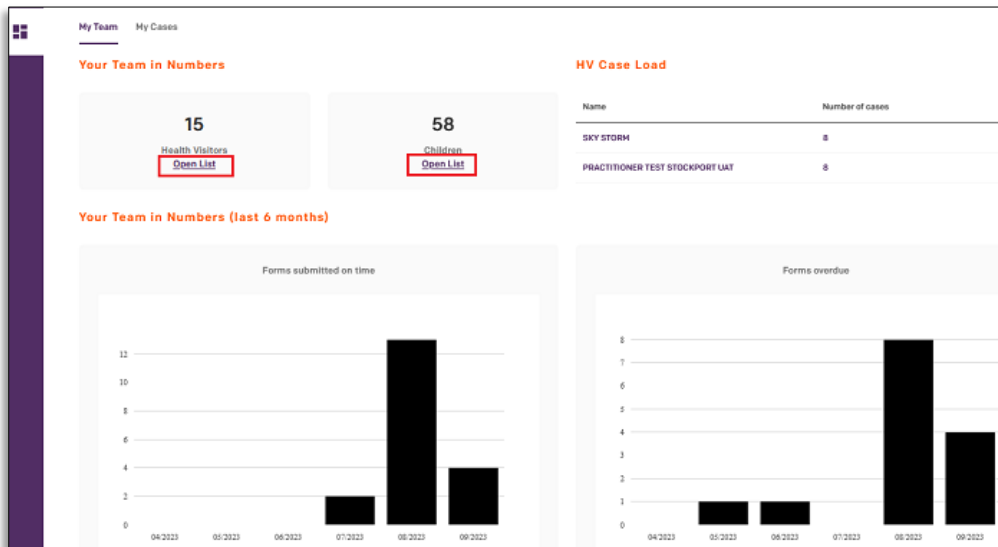 My Team My Cases
Your Team in Numbers
HV Case Load
15
Health Visitors
Open List
58
Children
Open List
Name Number of cases
SKY STORM 8
PRACTITIONER TEST STOCKPORT UAT 8
Your Team in Numbers (last 6 months)
Forms submitted on time
12
10
8
6
4
2
0
04/2023 05/2023 06/2023 07/2023 08/2023 09/2023
Forms overdue
8
7
6
5
4
3
2
1
0
04/2023 05/2023 06/2023 07/2023 08/2023 09/2023